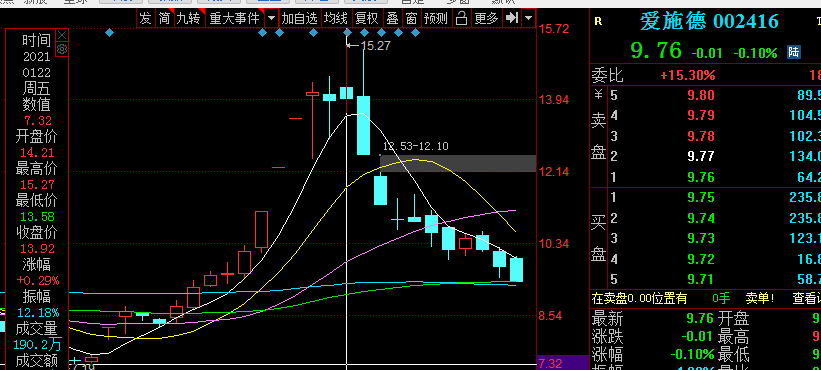 发 简 九转 重大事件 加自选 均线 复权 叠 窗 预测 更多
时间
2021
0122
周五
数值
7.32
开盘价
14.21
最高价
15.27
最低价
13.58
收盘价
13.92
涨幅
+0.29%
振幅
12.18%
成交量
190.2万
成交额
15.27
12.53-12.10
15.72
13.94
12.14
10.34
8.54
7.32
R 爱施德 002416
9.76 -0.01 -0.10% 陆
委比 +15.30% 18
¥ 卖盘
5 9.80 89.5
4 9.79 104.5
3 9.78 102.3
2 9.77 134.0
1 9.76 64.2
买盘
1 9.75 235.8
2 9.74 235.8
3 9.73 123.1
4 9.72 16.8
5 9.71 58.7
在卖盘0.00位置有 0手 卖单! 查看
最新 9.76 开盘 9
涨跌 -0.01 最高 9
涨幅 -0.10% 最低 9